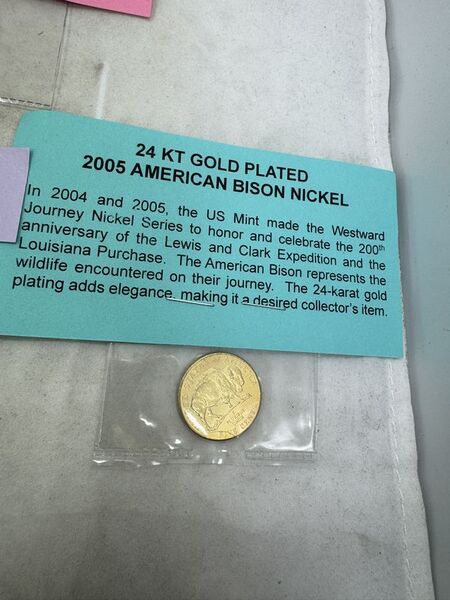 24 KT GOLD PLATED
2005 AMERICAN BISON NICKEL
In 2004 and 2005, the US Mint made the Westward
Journey Nickel Series to honor and celebrate the 200th
anniversary of the Lewis and Clark Expedition and the
Louisiana Purchase. The American Bison represents the
wildlife encountered on their journey. The 24-karat gold
plating adds elegance, making it a desired collector's item.